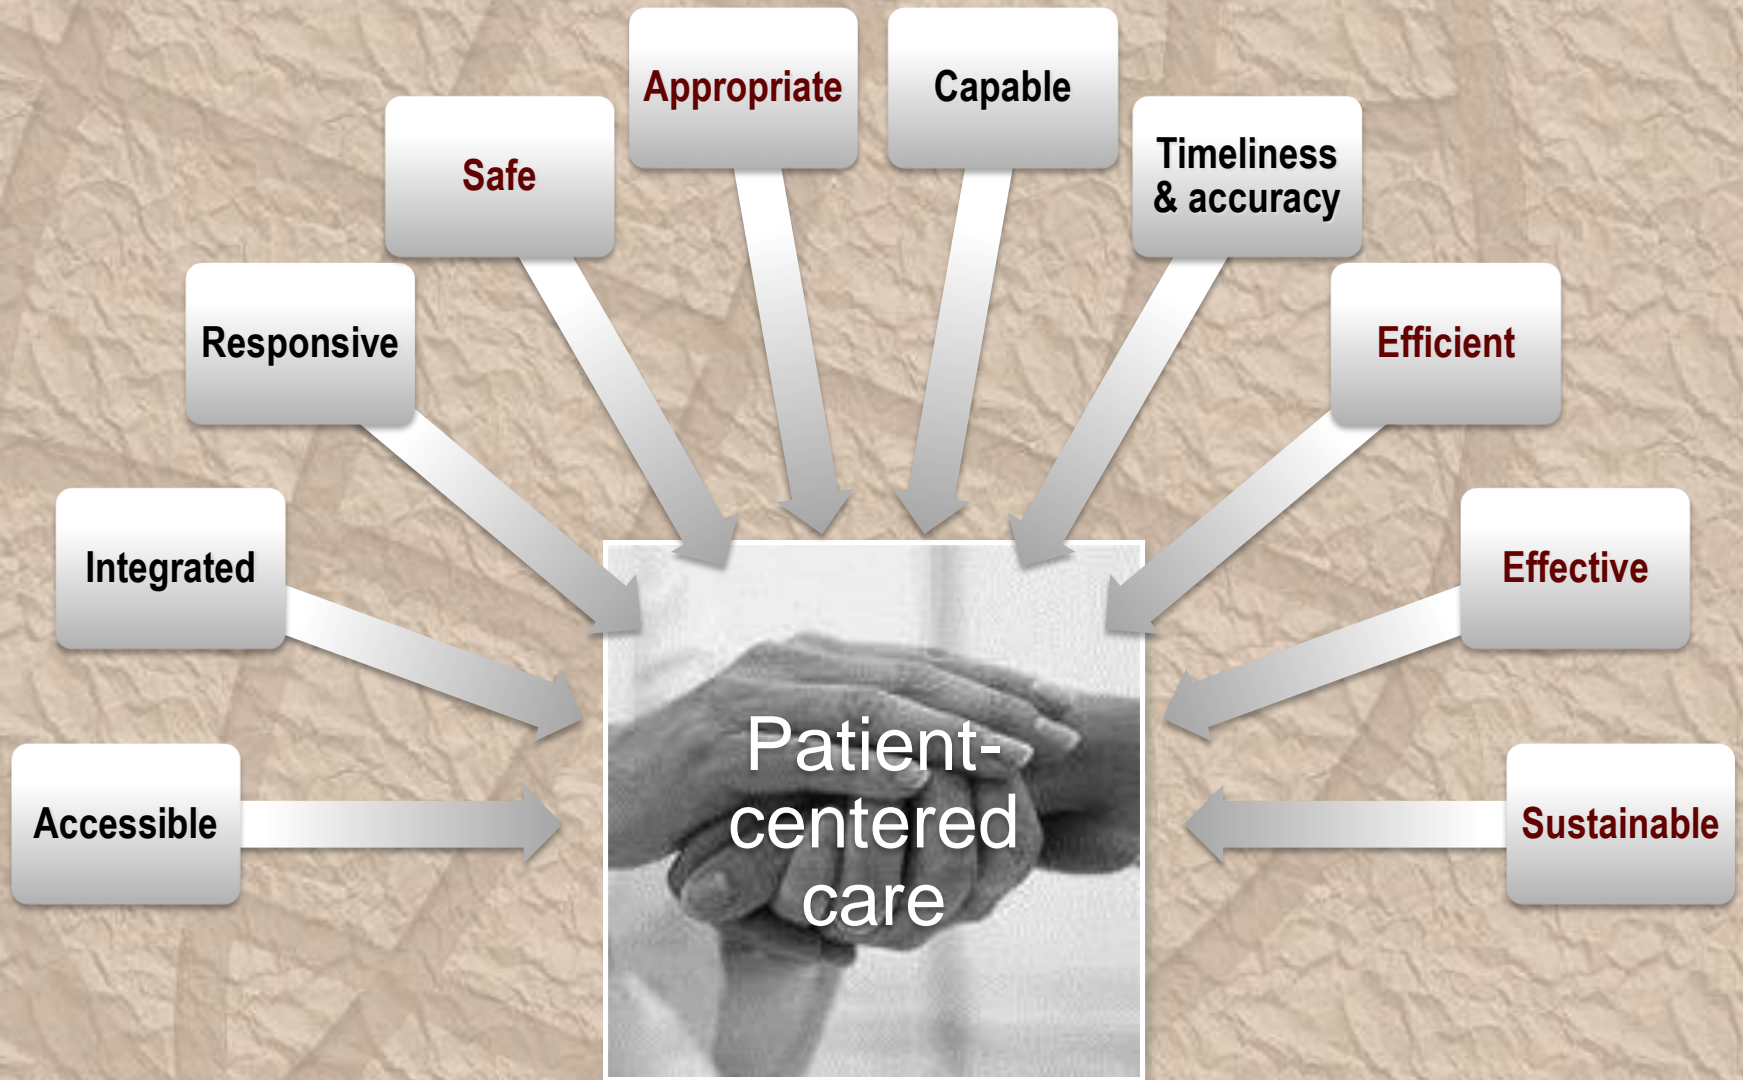 Appropriate
Capable
Safe
Timeliness
& accuracy
Responsive
Efficient
Integrated
Effective
Accessible
Sustainable
Patient-
centered
care